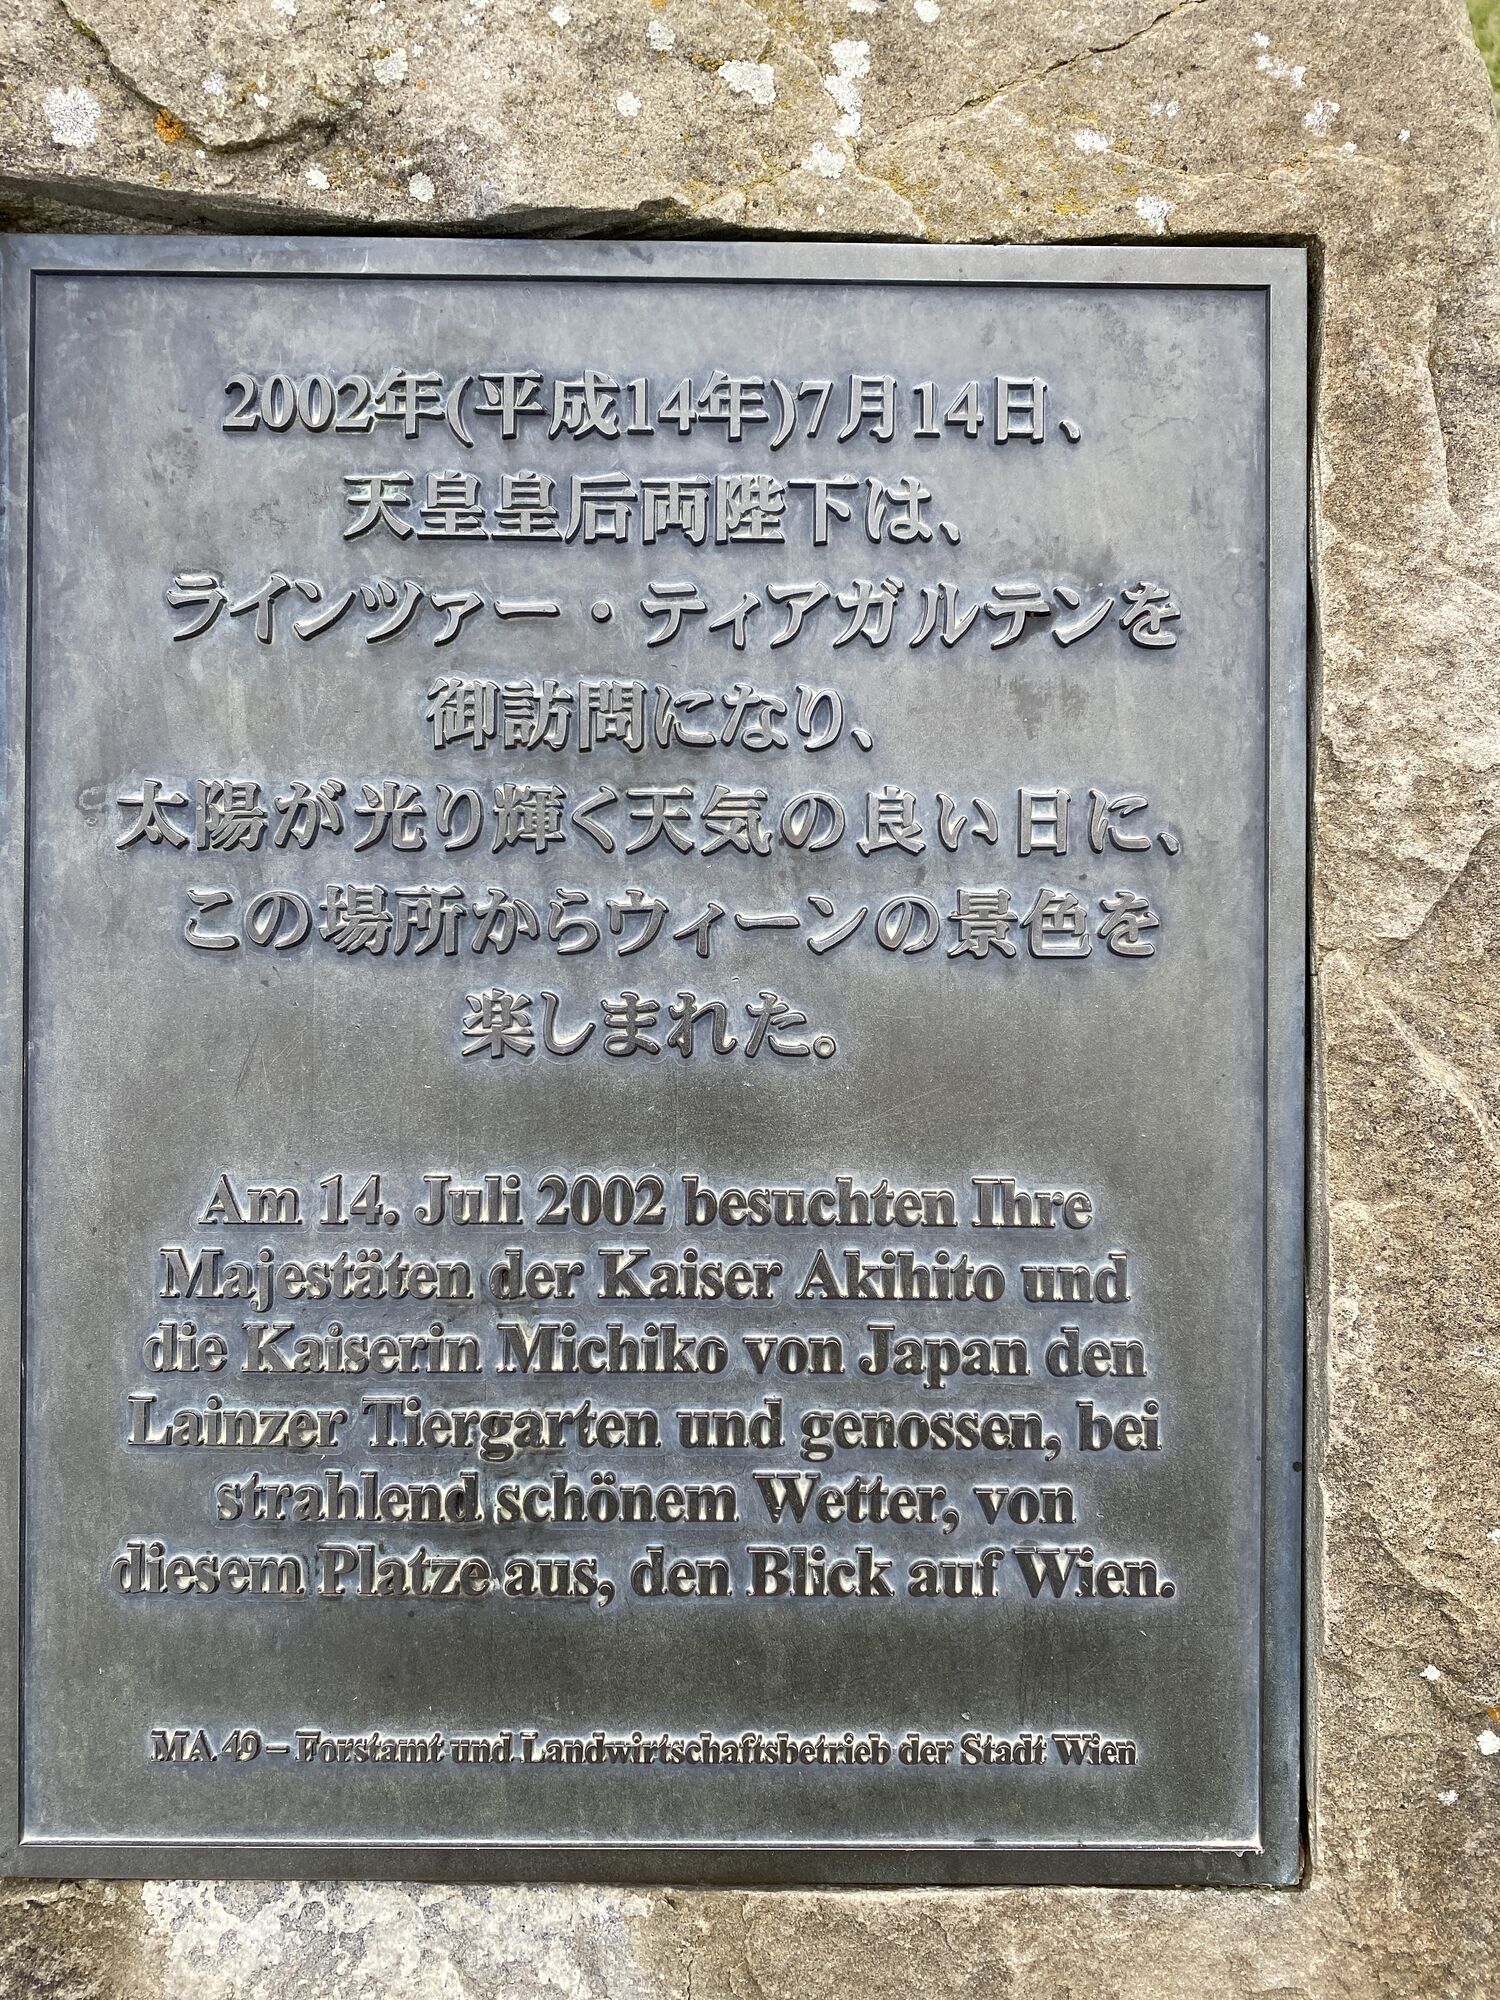 2002年(平成14年)7月14日、
天皇皇后両陛下は、
ラインツァー・ティアガルテンを
御訪問になり、
太陽が光り輝く天気の良い日に、
この場所からウィーンの景色を
楽しまれた。
Am 14. Juli 2002 besuchten Ihre
Majestäten der Kaiser Akihito und
die Kaiserin Michiko von Japan den
Lainzer Tiergarten und genossen, bei
strahlend schönem Wetter, von
diesem Platze aus, den Blick auf Wien.
MA 49 – Forstamt und Landwirtschaftsbetrieb der Stadt Wien